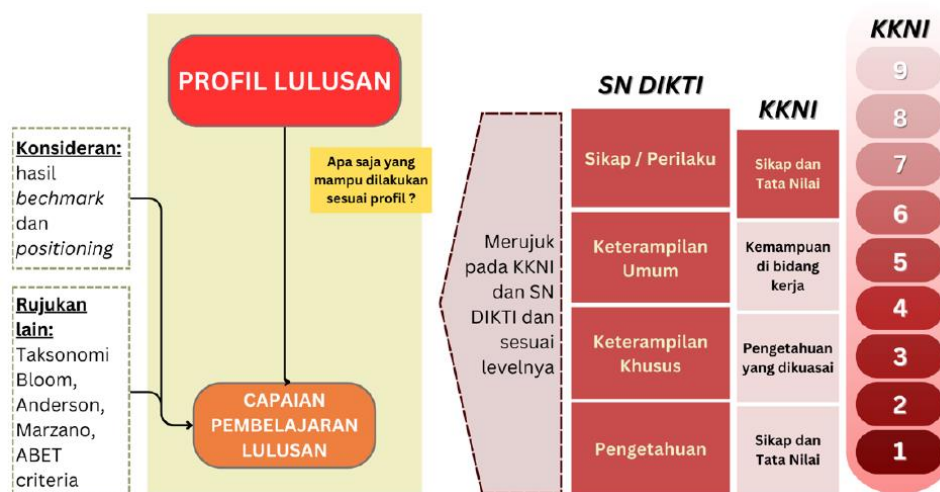 PROFIL LULUSAN
Konsideran:
hasil
bechmark
dan
positioning
Apa saja yang
mampu dilakukan
sesuai profil ?
Rujukan
lain:
Taksonomi
Bloom,
Anderson,
Marzano,
ABET
criteria
CAPAIAN
PEMBELAJARAN
LULUSAN
Merujuk
pada KKNI
dan SN
DIKTI dan
sesuai
levelnya
SN DIKTI
Sikap / Perilaku
Keterampilan
Umum
Keterampilan
Khusus
Pengetahuan
KKNI
Sikap dan
Tata Nilai
Kemampuan
di bidang
kerja
Pengetahuan
yang dikuasai
Sikap dan
Tata Nilai
KKNI
9
8
7
6
5
4
3
2
1